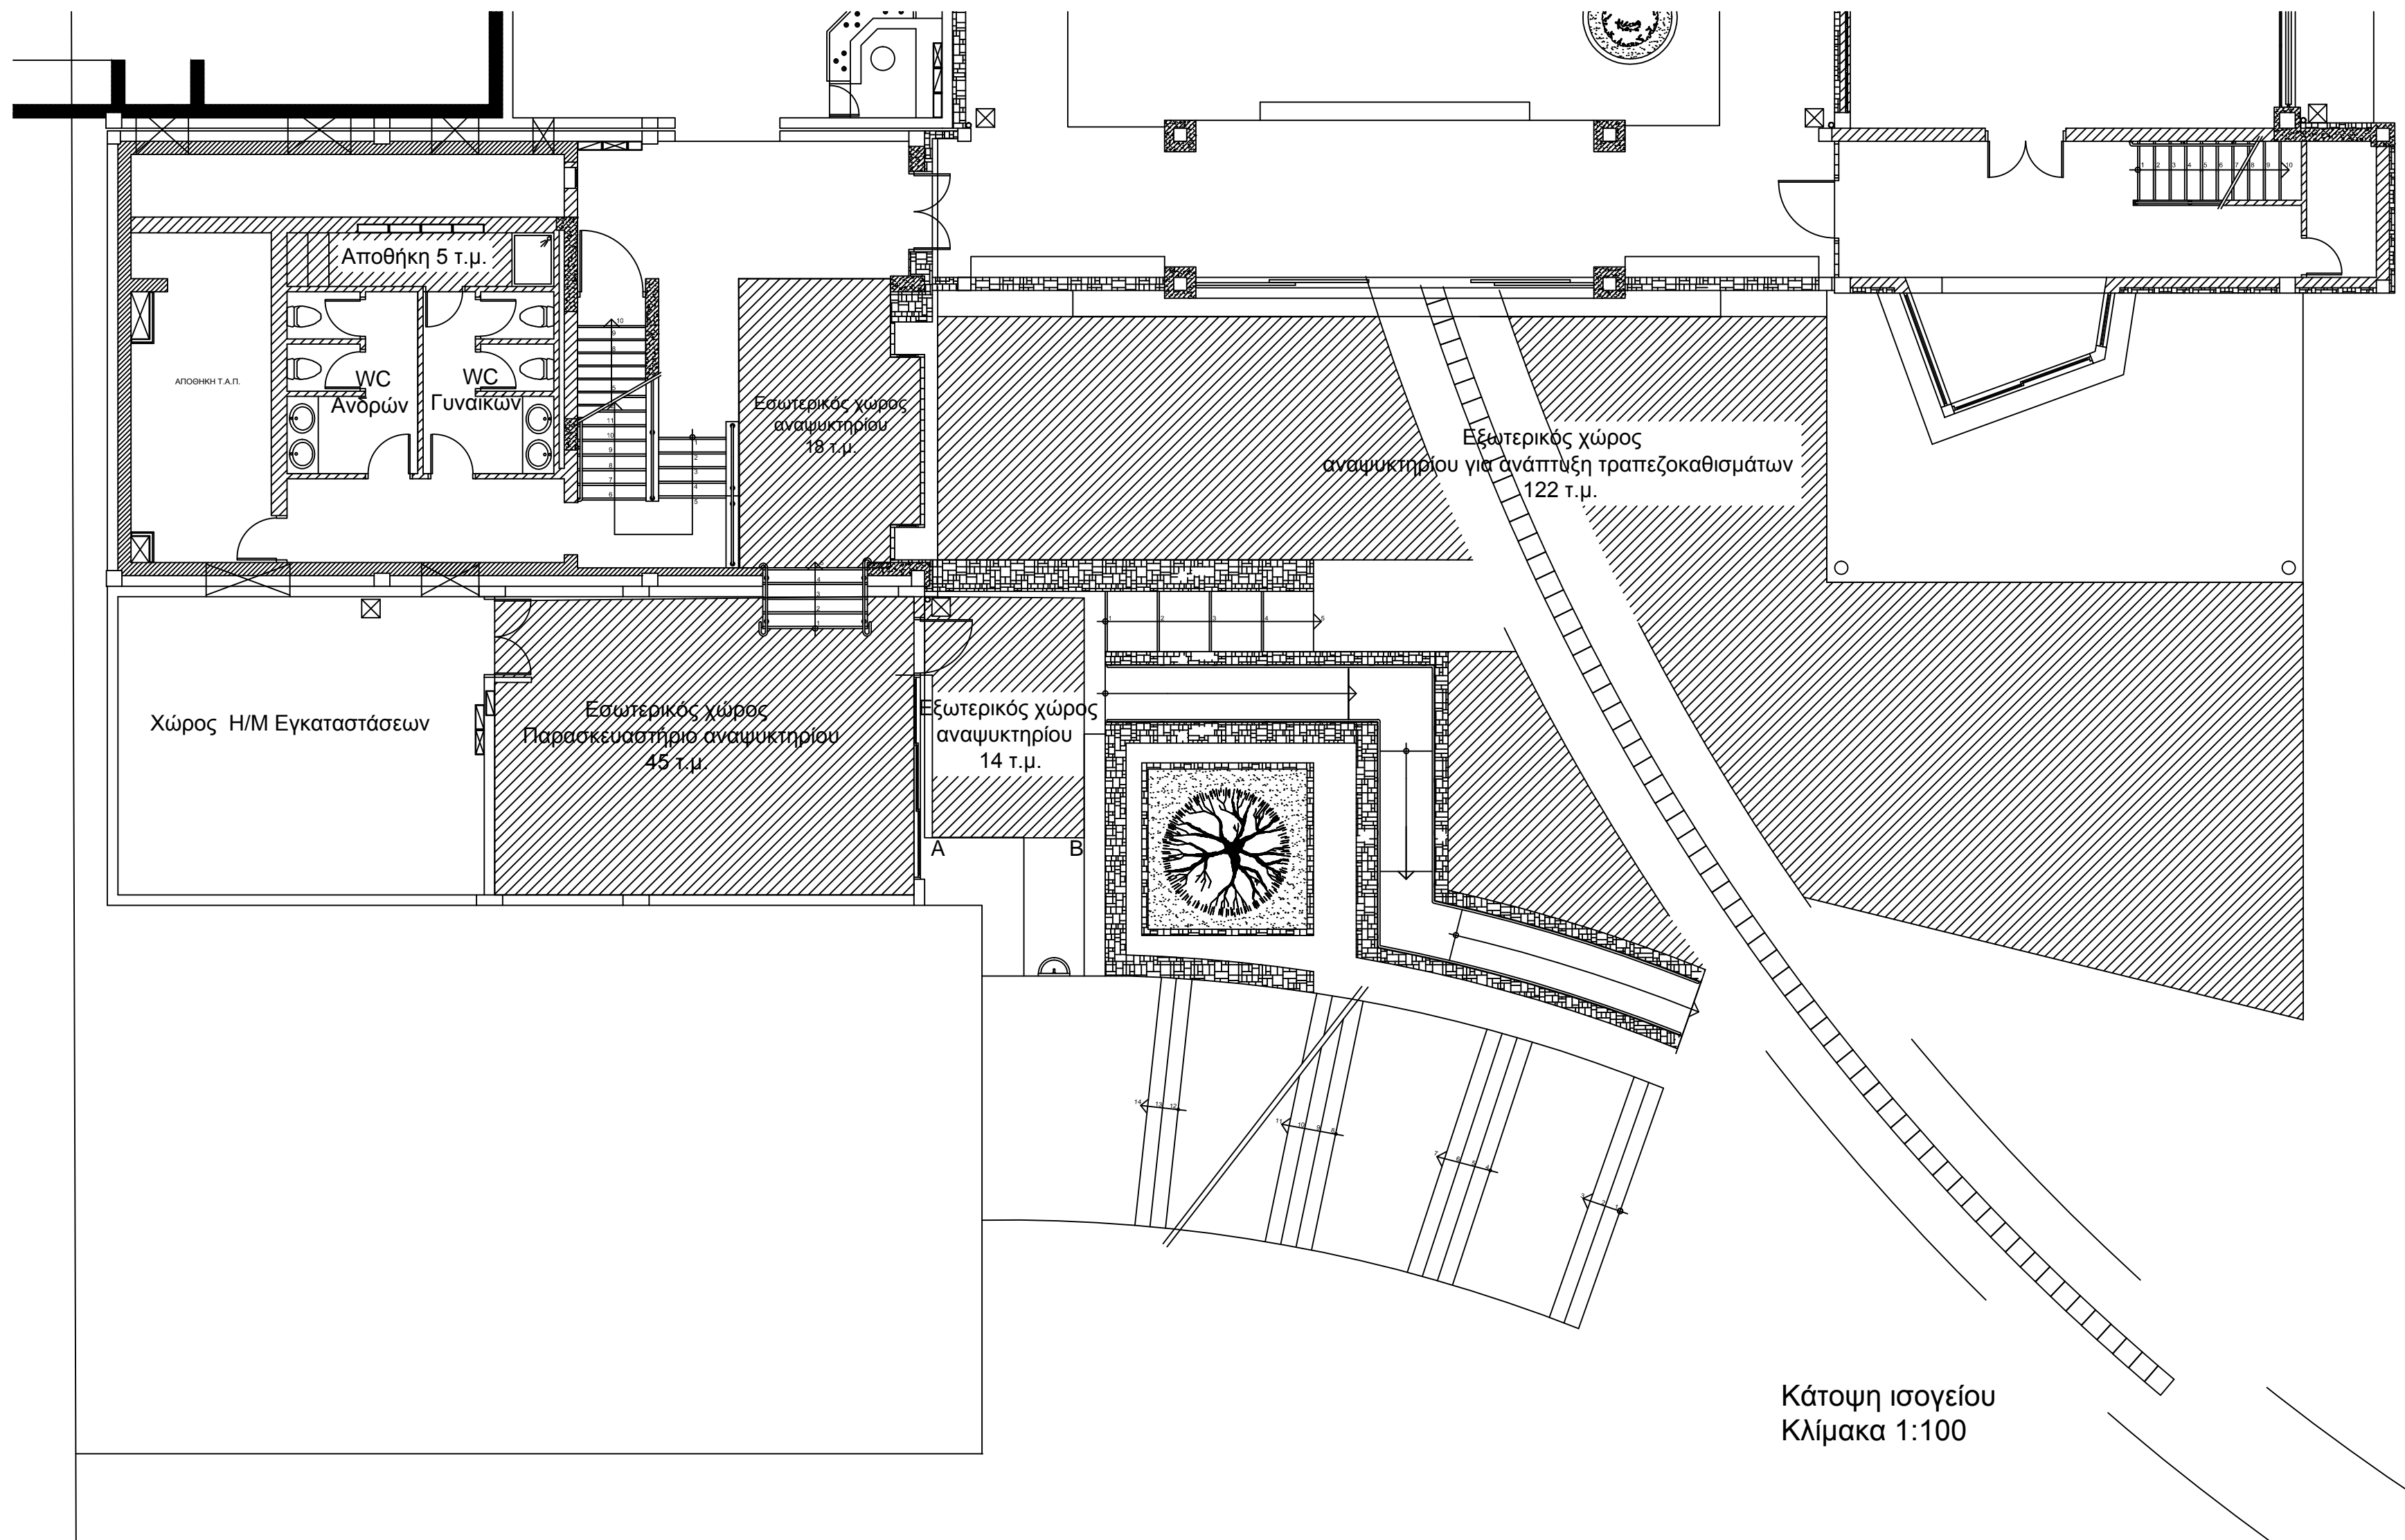 Αποθήκη 5 τ.μ.
ΑΠΟΘΗΚΗ Τ.Α.Π.
WC
Ανδρών
WC
Γυναικών
Εσωτερικός χώρος
αναψυκτηρίου
18 τ.μ.
Εξωτερικός χώρος
αναψυκτηρίου για ανάπτυξη τραπεζοκαθισμάτων
122 τ.μ.
Χώρος Η/Μ Εγκαταστάσεων
Εσωτερικός χώρος
Παρασκευαστήριο αναψυκτηρίου
45 τ.μ.
Εξωτερικός χώρος
αναψυκτηρίου
14 τ.μ.
Α
Β
Κάτοψη ισογείου
Κλίμακα 1:100